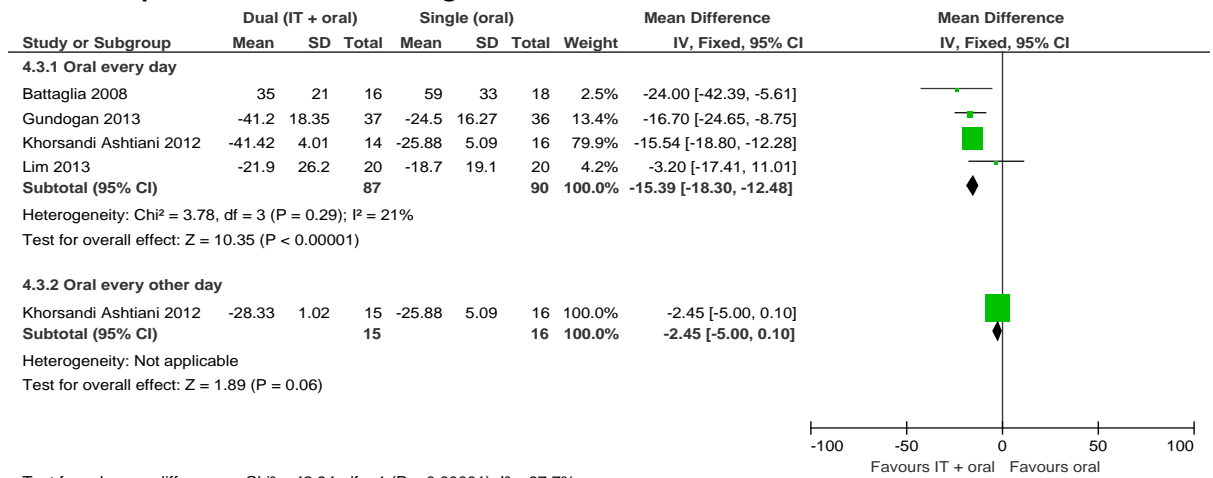 Dual (IT + oral) Single (oral) Mean Difference Mean Difference
Study or Subgroup Mean SD Total Mean SD Total Weight IV, Fixed, 95% CI IV, Fixed, 95% CI
4.3.1 Oral every day
Battaglia 2008 35 21 16 59 33 18 2.5% -24.00 [-42.39, -5.61]
Gundogan 2013 -41.2 18.35 37 -24.5 16.27 36 13.4% -16.70 [-24.65, -8.75]
Khorsandi Ashtiani 2012 -41.42 4.01 14 -25.88 5.09 16 79.9% -15.54 [-18.80, -12.28]
Lim 2013 -21.9 26.2 20 -18.7 19.1 20 4.2% -3.20 [-17.41, 11.01]
Subtotal (95% CI) 87 90 100.0% -15.39 [-18.30, -12.48]
Heterogeneity: Chi² = 3.78, df = 3 (P = 0.29); I² = 21%
Test for overall effect: Z = 10.35 (P < 0.00001)
4.3.2 Oral every other day
Khorsandi Ashtiani 2012 -28.33 1.02 15 -25.88 5.09 16 100.0% -2.45 [-5.00, 0.10]
Subtotal (95% CI) 15 16 100.0% -2.45 [-5.00, 0.10]
Heterogeneity: Not applicable
Test for overall effect: Z = 1.89 (P = 0.06)
-100 -50 0 50 100
Favours IT + oral Favours oral